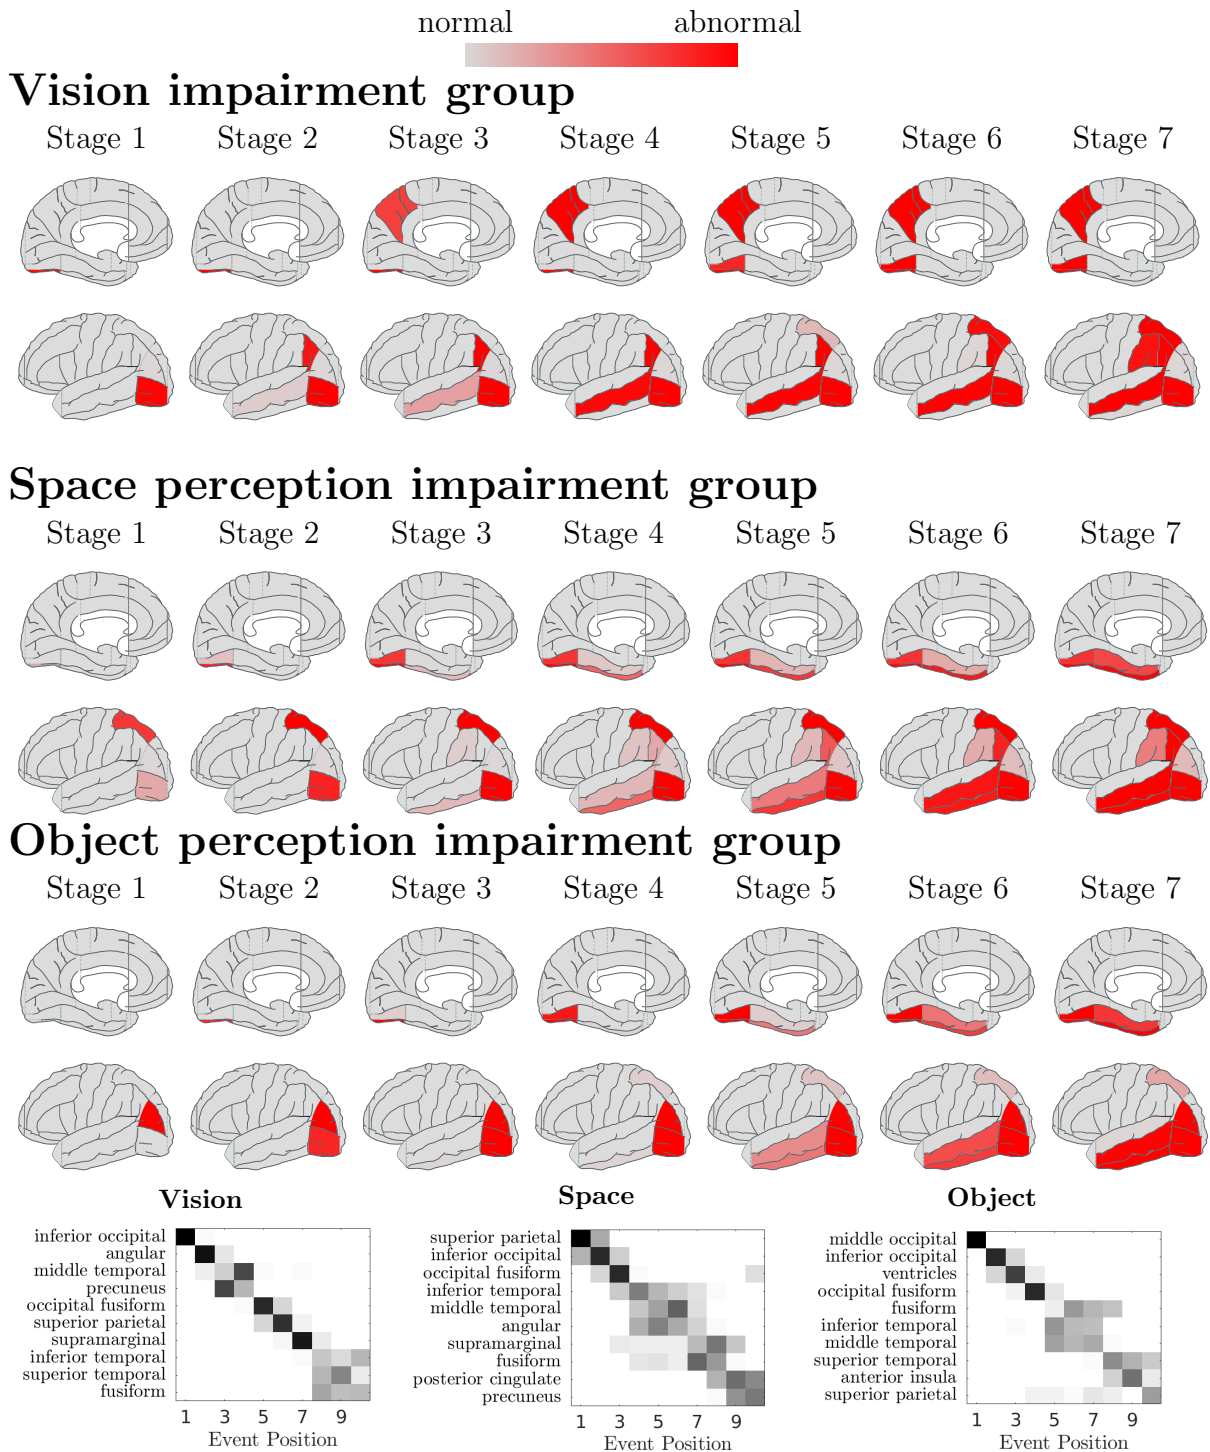 normal abnormal
Vision impairment group
Stage 1 Stage 2 Stage 3 Stage 4 Stage 5 Stage 6 Stage 7
Space perception impairment group
Stage 1 Stage 2 Stage 3 Stage 4 Stage 5 Stage 6 Stage 7
Object perception impairment group
Stage 1 Stage 2 Stage 3 Stage 4 Stage 5 Stage 6 Stage 7
Vision
inferior occipital
angular
middle temporal
precuneus
occipital fusiform
superior parietal
supramarginal
inferior temporal
superior temporal
fusiform
1 3 5 7 9
Event Position
Space
superior parietal
inferior occipital
occipital fusiform
inferior temporal
middle temporal
angular
supramarginal
fusiform
posterior cingulate
precuneus
1 3 5 7 9
Event Position
Object
middle occipital
inferior occipital
ventricles
occipital fusiform
fusiform
inferior temporal
middle temporal
superior temporal
anterior insula
superior parietal
1 3 5 7 9
Event Position